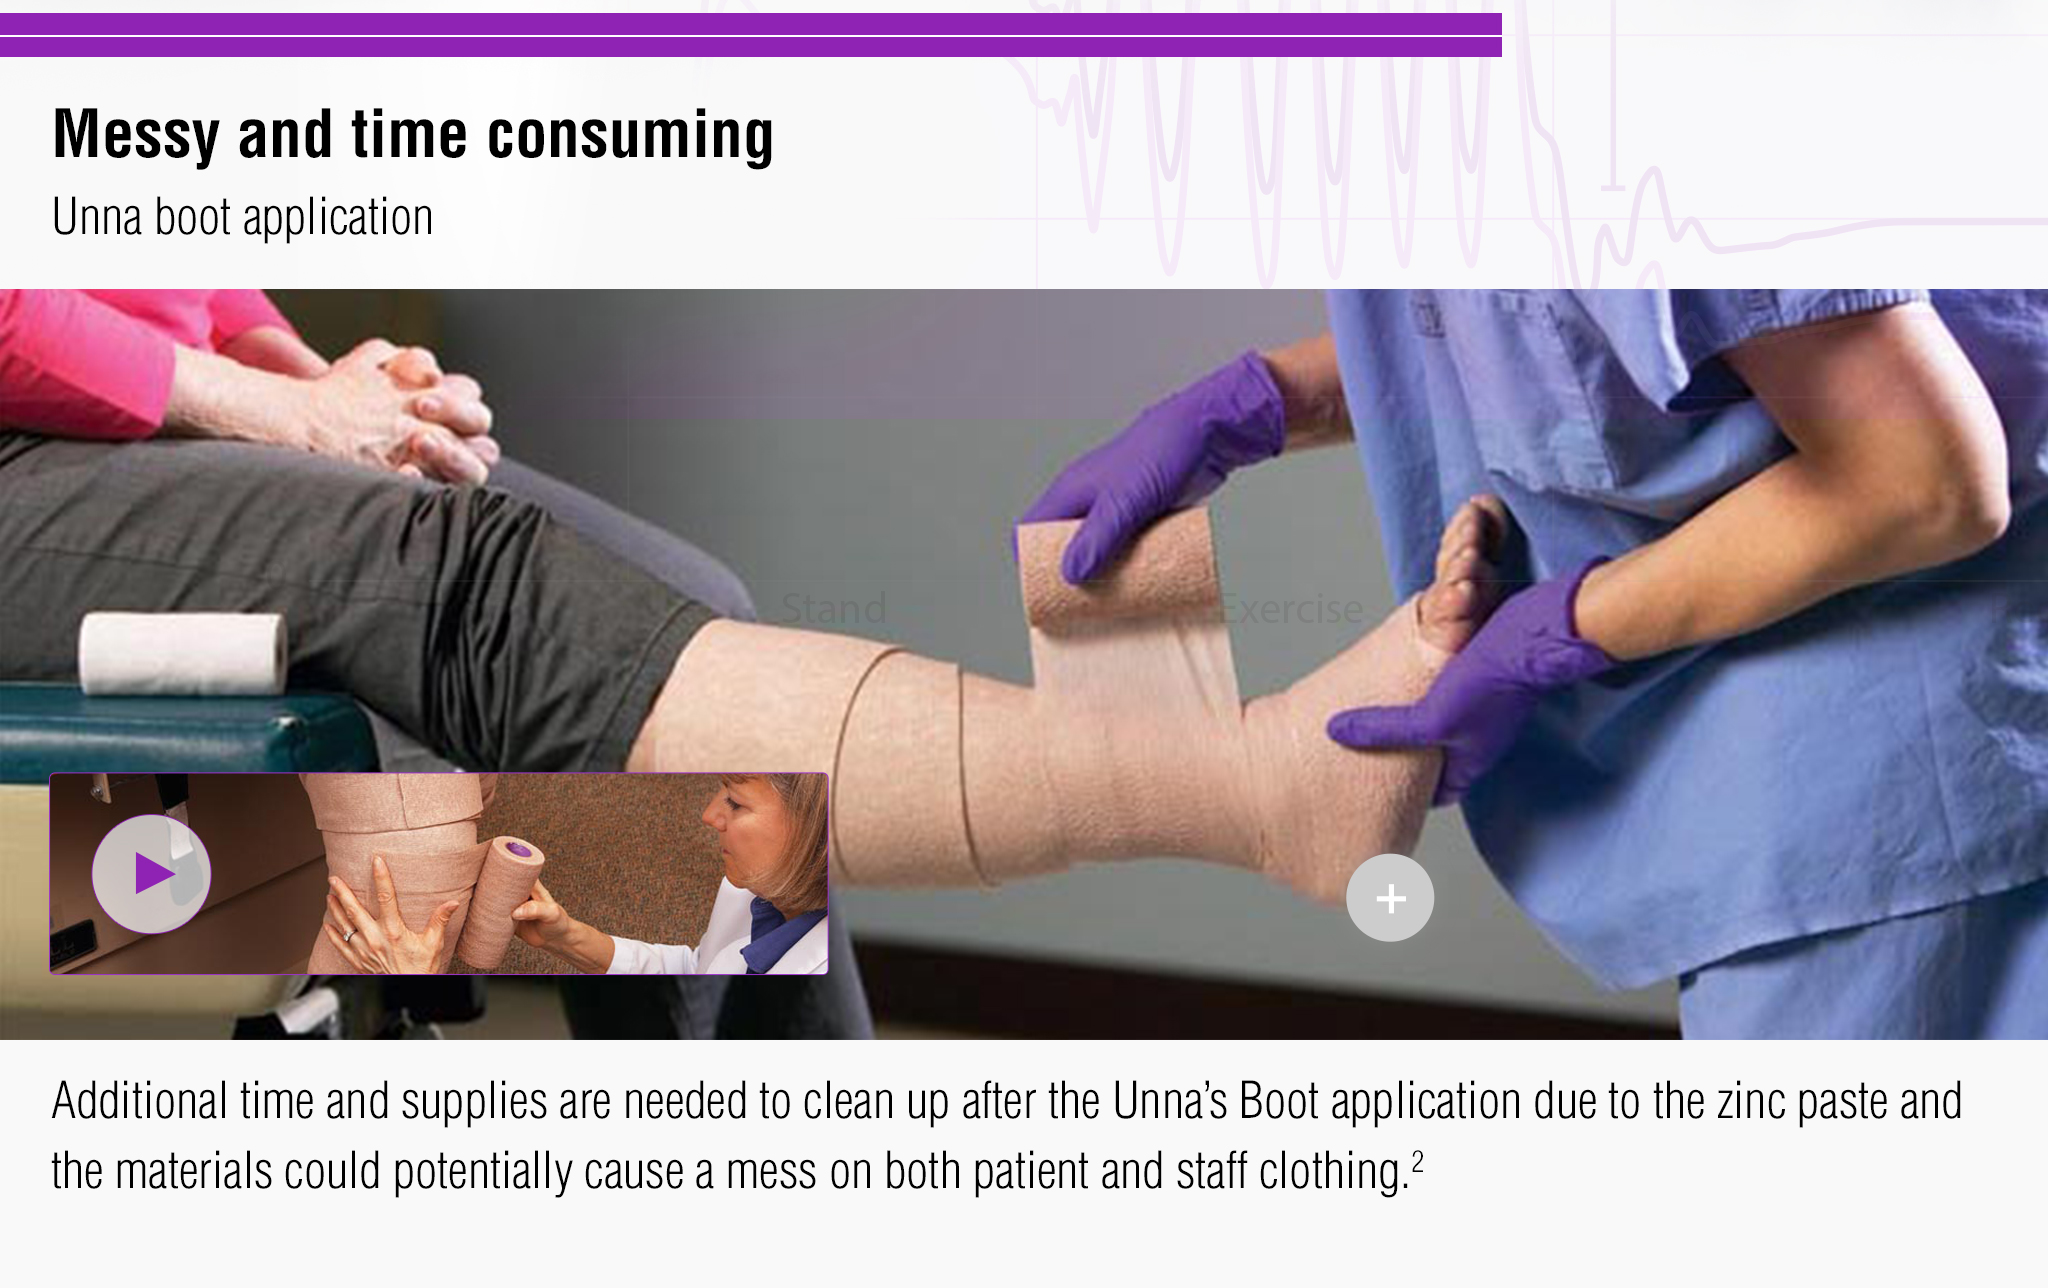 Messy and time consuming
Unna boot application
Stand Exercise
Additional time and supplies are needed to clean up after the Unna’s Boot application due to the zinc paste and
the materials could potentially cause a mess on both patient and staff clothing.²